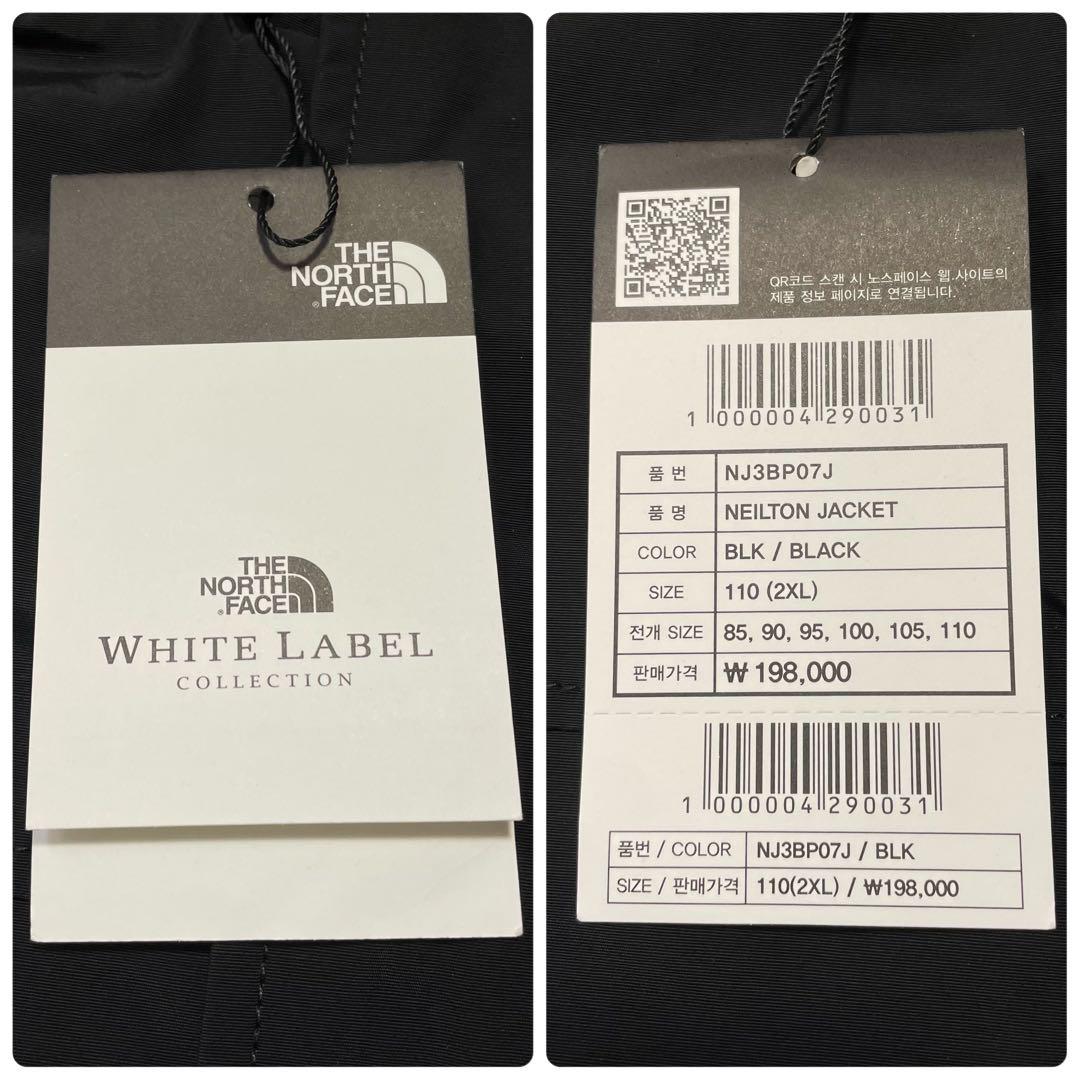 THE
NORTH
FACE
®
THE
NORTH
FACE
®
WHITE LABEL
COLLECTION
QR코드 스캔 시 노스페이스 웹.사이트의
제품 정보 페이지로 연결됩니다.
1 000004 290031
품 번 NJ3BP07J
품 명 NEILTON JACKET
COLOR BLK / BLACK
SIZE 110 (2XL)
전개 SIZE 85, 90, 95, 100, 105, 110
판매가격 ₩ 198,000
1 000004 290031
품번 / COLOR NJ3BP07J / BLK
SIZE / 판매가격 110(2XL) / ₩198,000